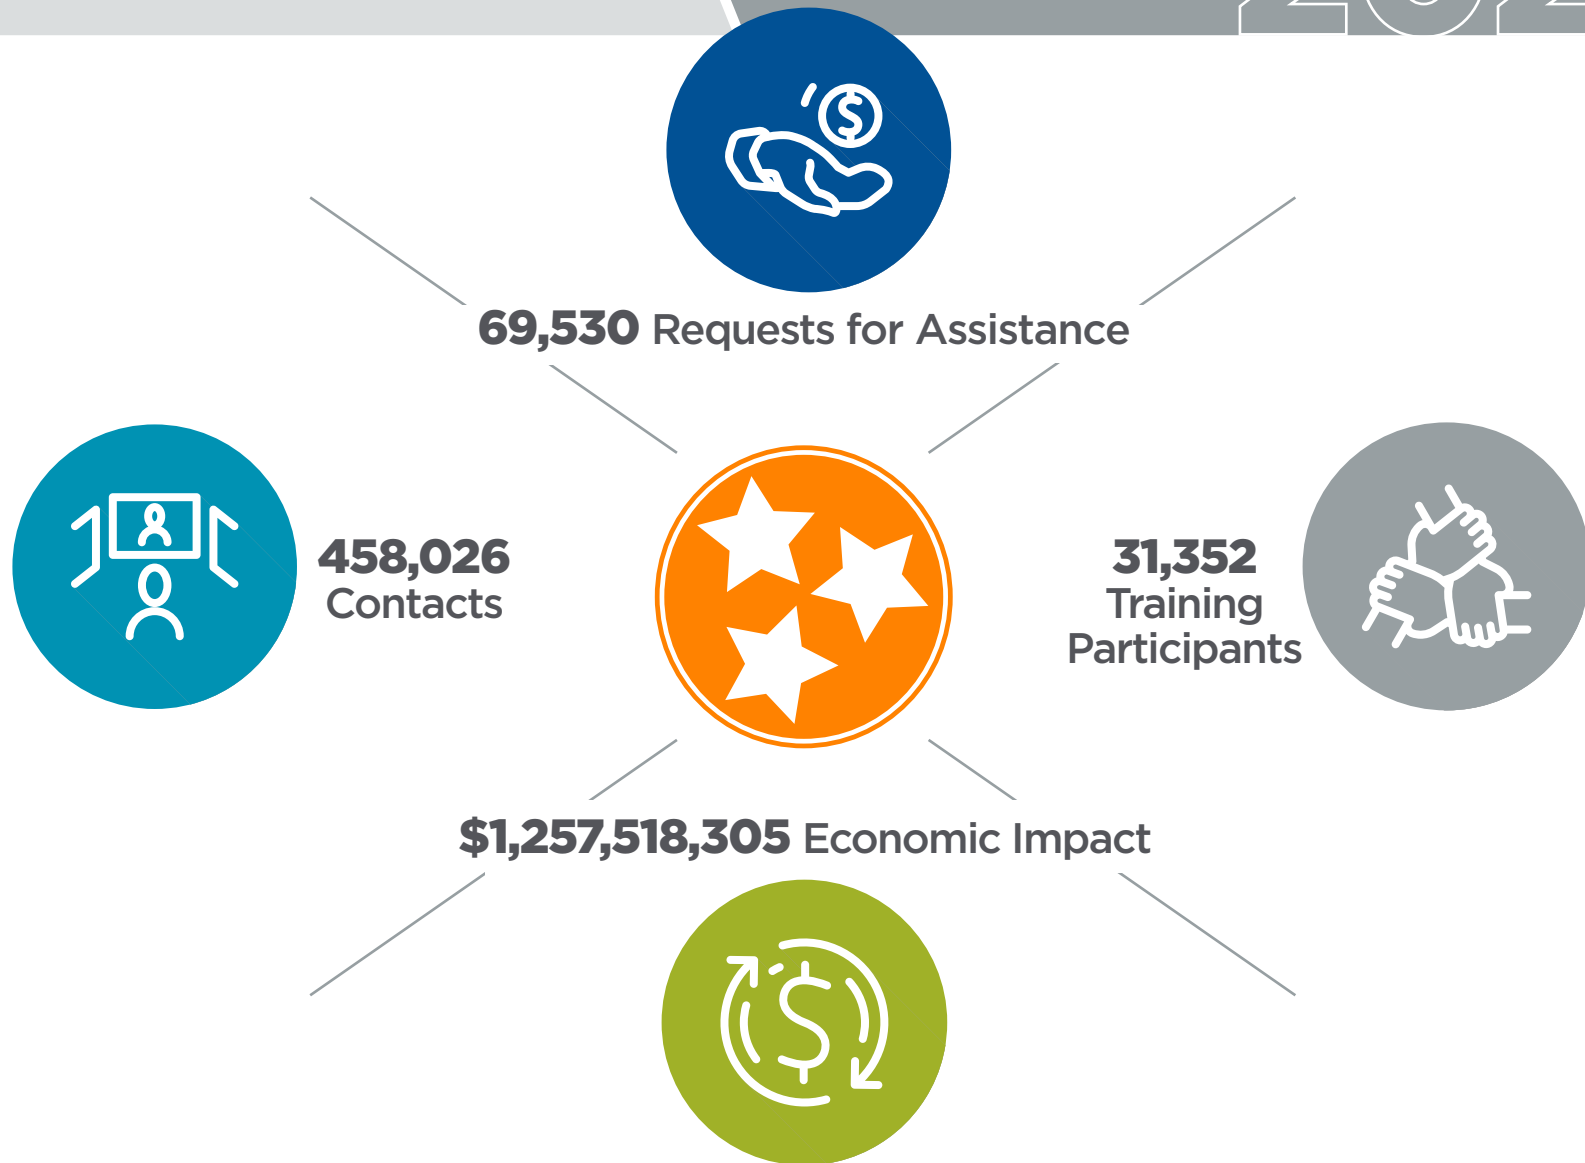 69,530 Requests for Assistance
458,026
Contacts
31,352
Training
Participants
$1,257,518,305 Economic Impact